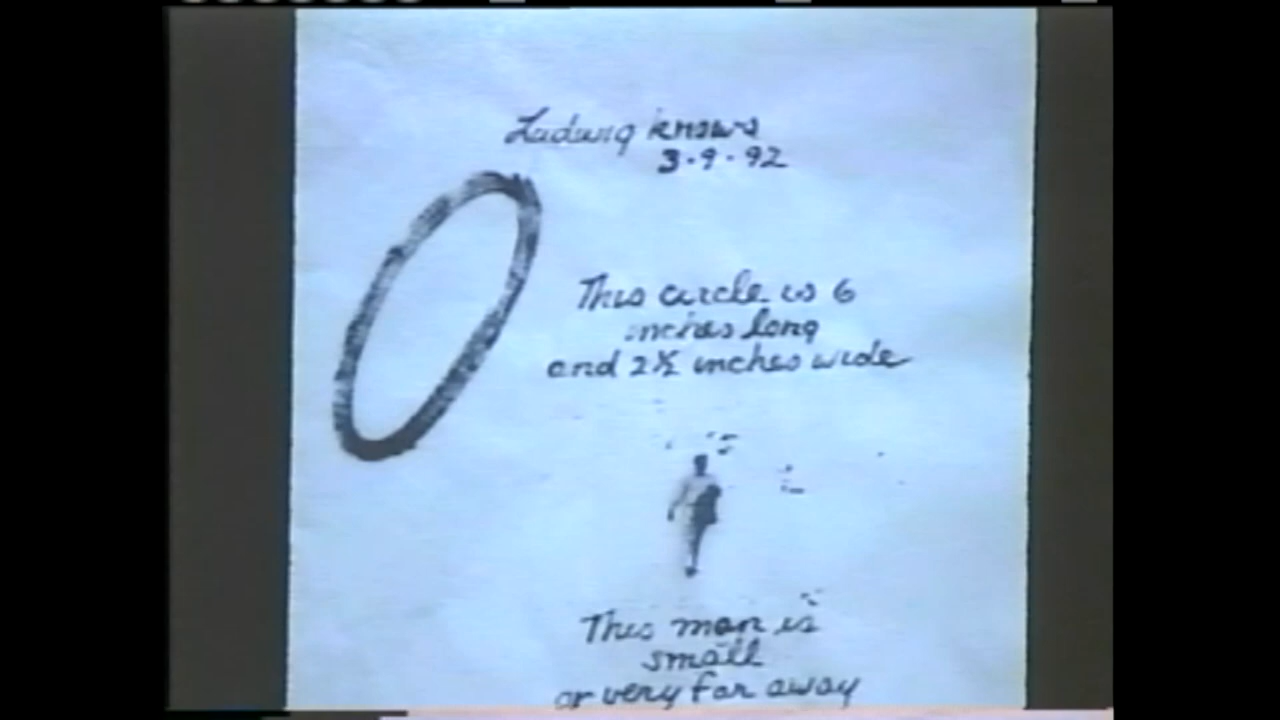 Ludwig knows
3·9·92
This circle is 6
inches long
and 2½ inches wide
This man is
small
or very far away